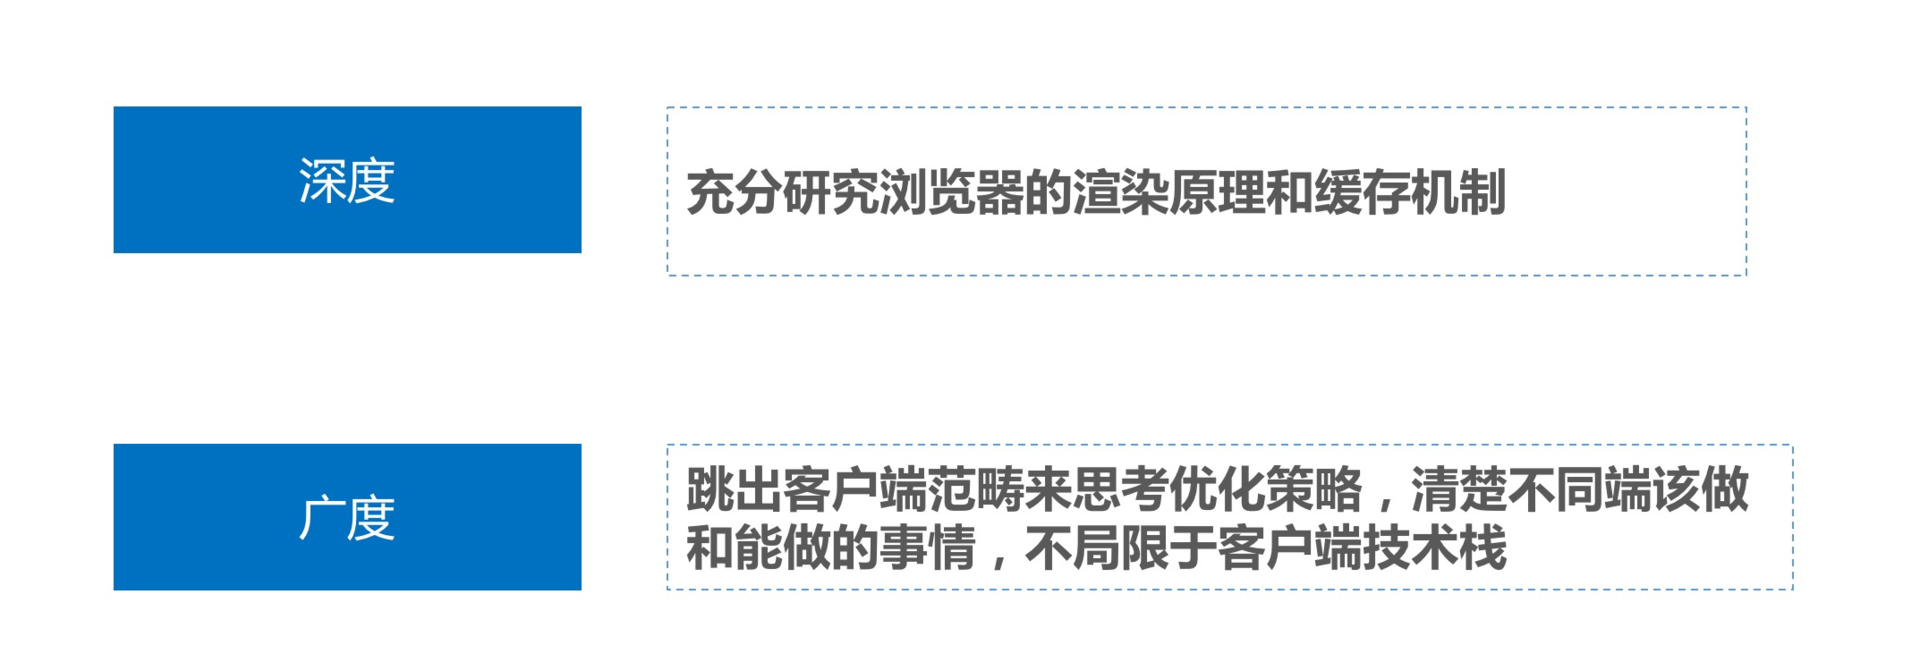 深度
充分研究浏览器的渲染原理和缓存机制
广度
跳出客户端范畴来思考优化策略，清楚不同端该做
和能做的事情，不局限于客户端技术栈